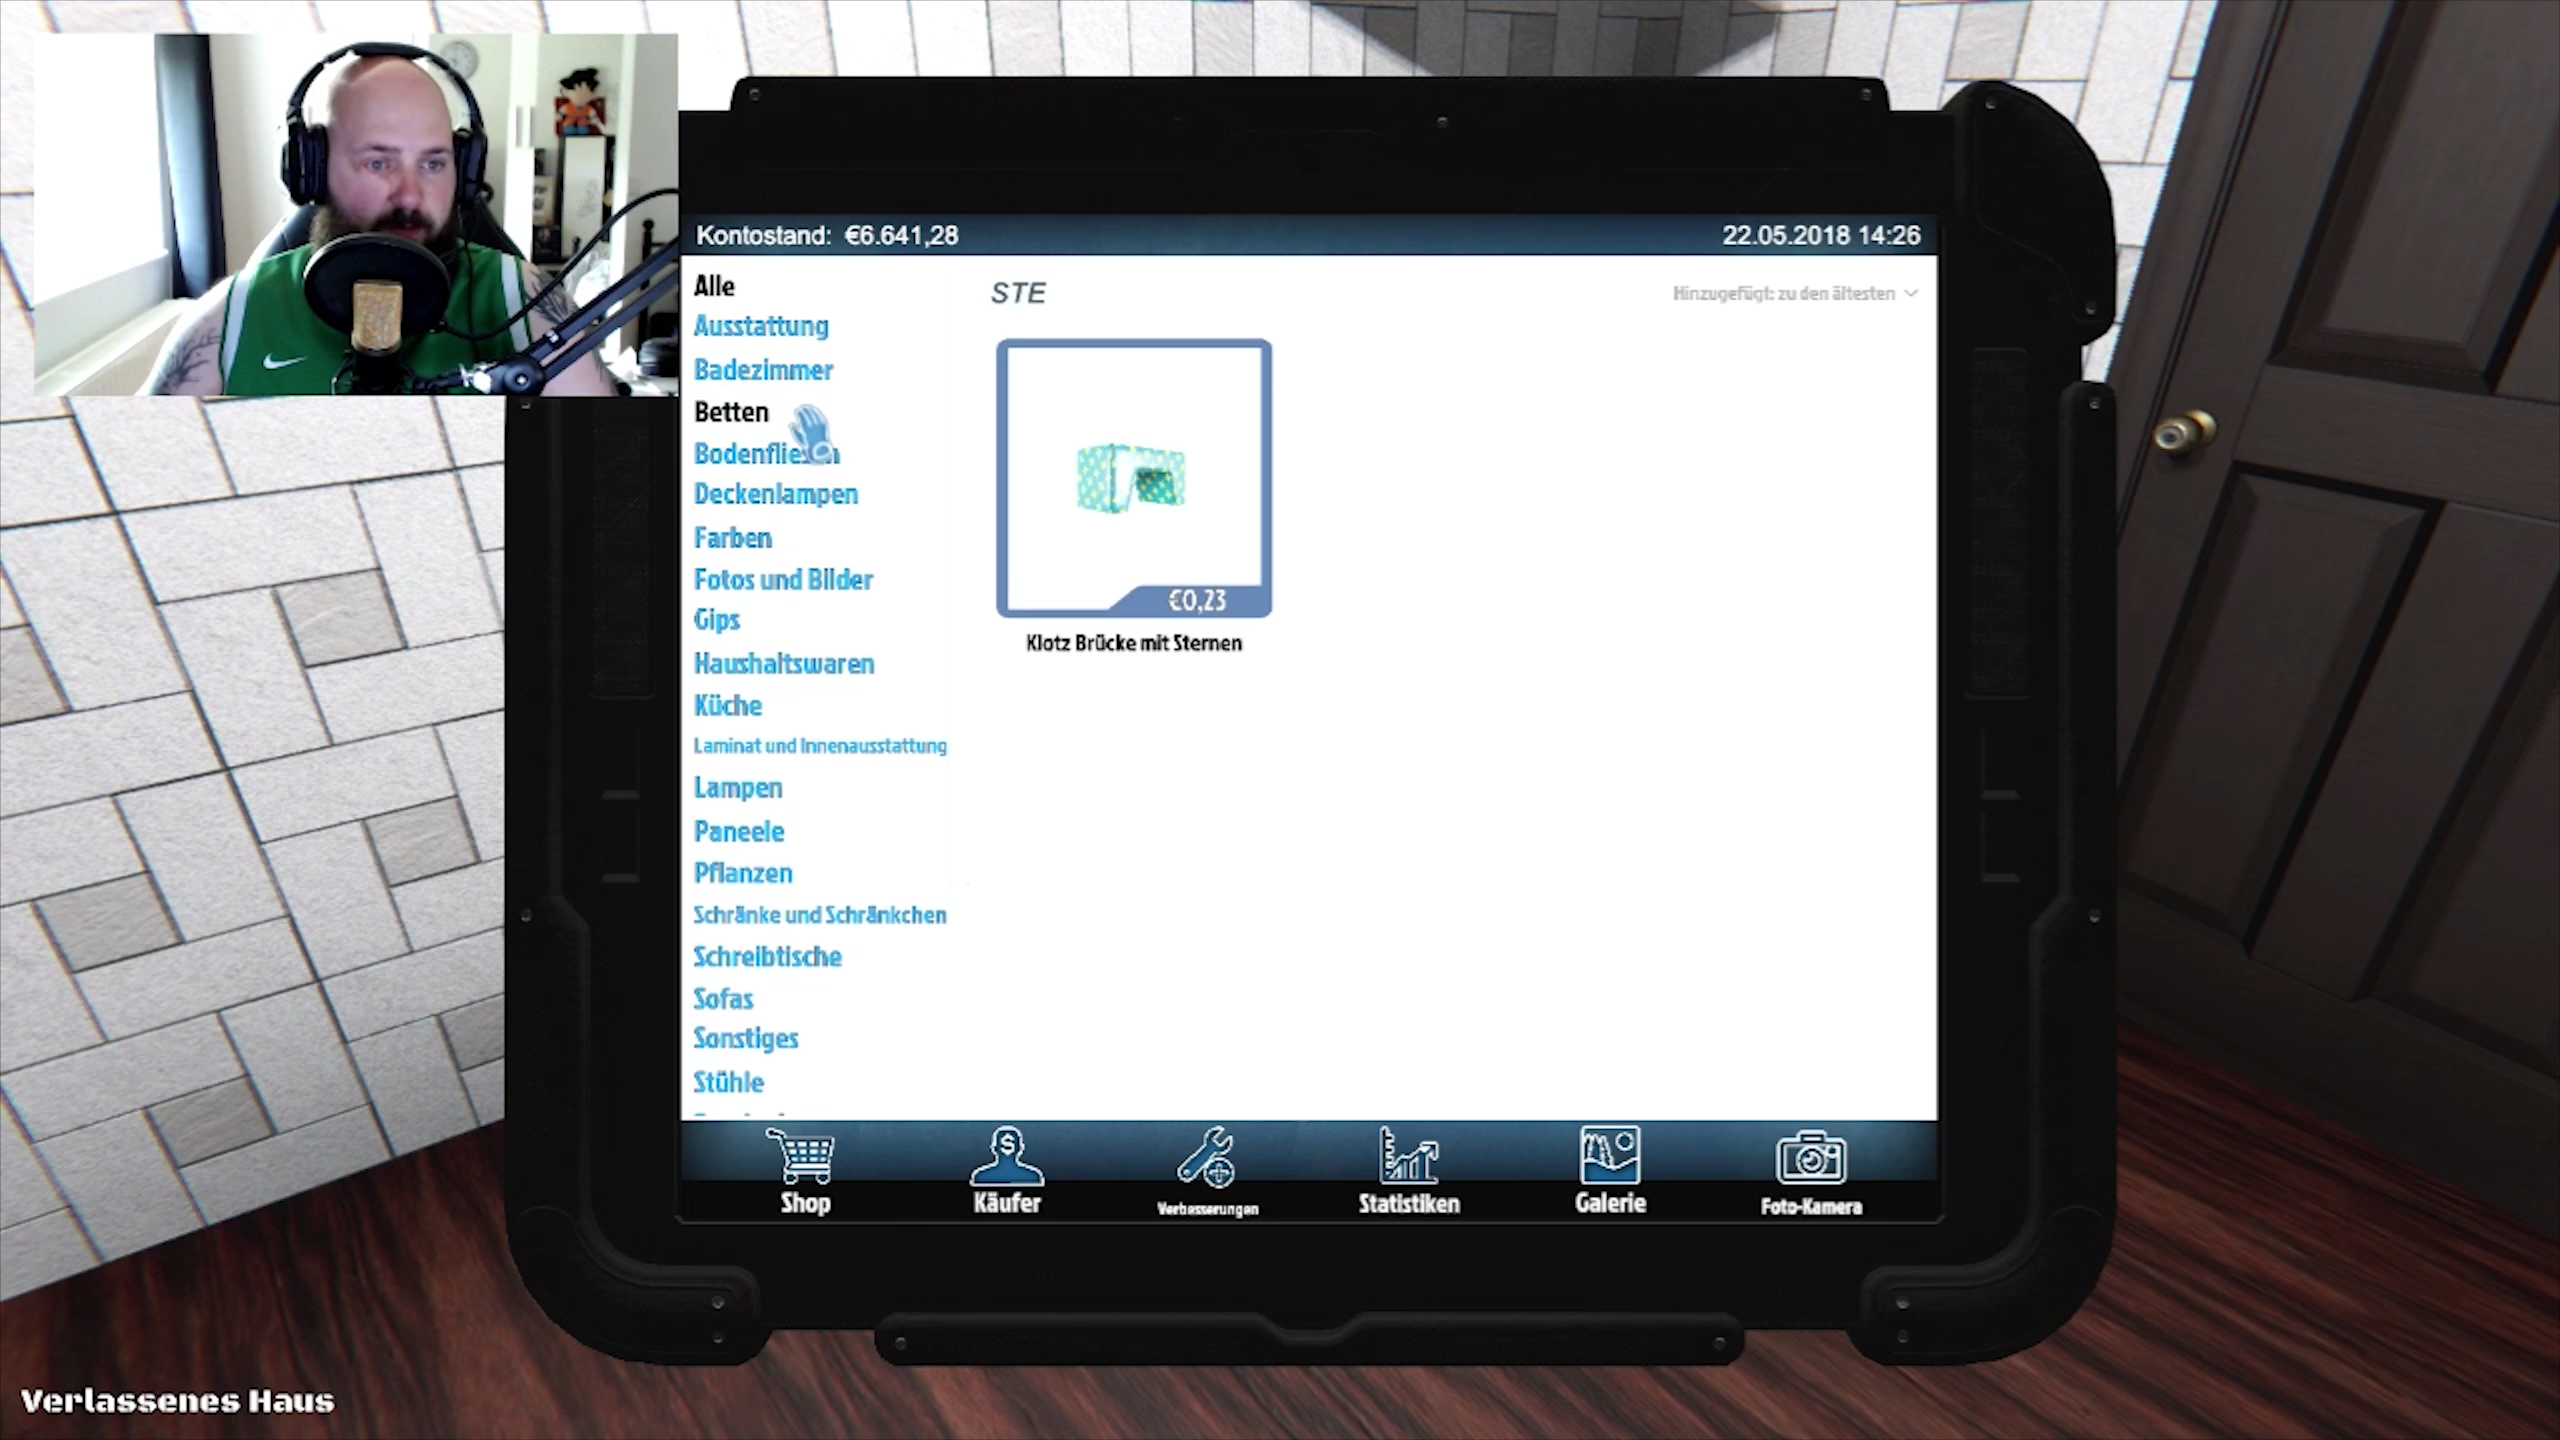 Kontostand: €6.641,28
22.05.2018 14:26
Alle
Ausstattung
Badezimmer
Betten
Deckenlampen
Farben
Fotos und Bilder
Gips
Haushaltswaren
Küche
Laminat und Innenausstattung
Lampen
Paneele
Pflanzen
Schränke und Schränkchen
Schreibtische
Sofas
Sonstiges
Stühle
STE
Hinzugefügt: zu den ältesten
€0,23
Klotz Brücke mit Sternen
Shop
Käufer
Verbesserungen
Statistiken
Galerie
Foto-Kamera
Verlassenes Haus